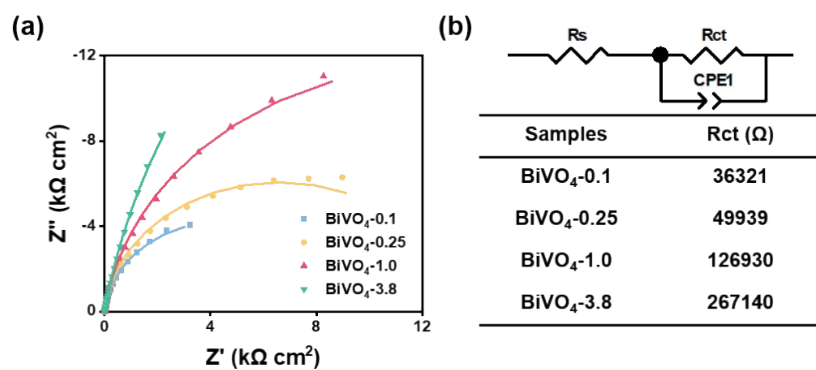 (a)
-12
-8
-4
0
0
4
8
12
Z'' (kΩ cm²)
Z' (kΩ cm²)
BiVO₄-0.1
BiVO₄-0.25
BiVO₄-1.0
BiVO₄-3.8
(b)
Rs
Rct
CPE1
Samples Rct (Ω)
BiVO₄-0.1 36321
BiVO₄-0.25 49939
BiVO₄-1.0 126930
BiVO₄-3.8 267140